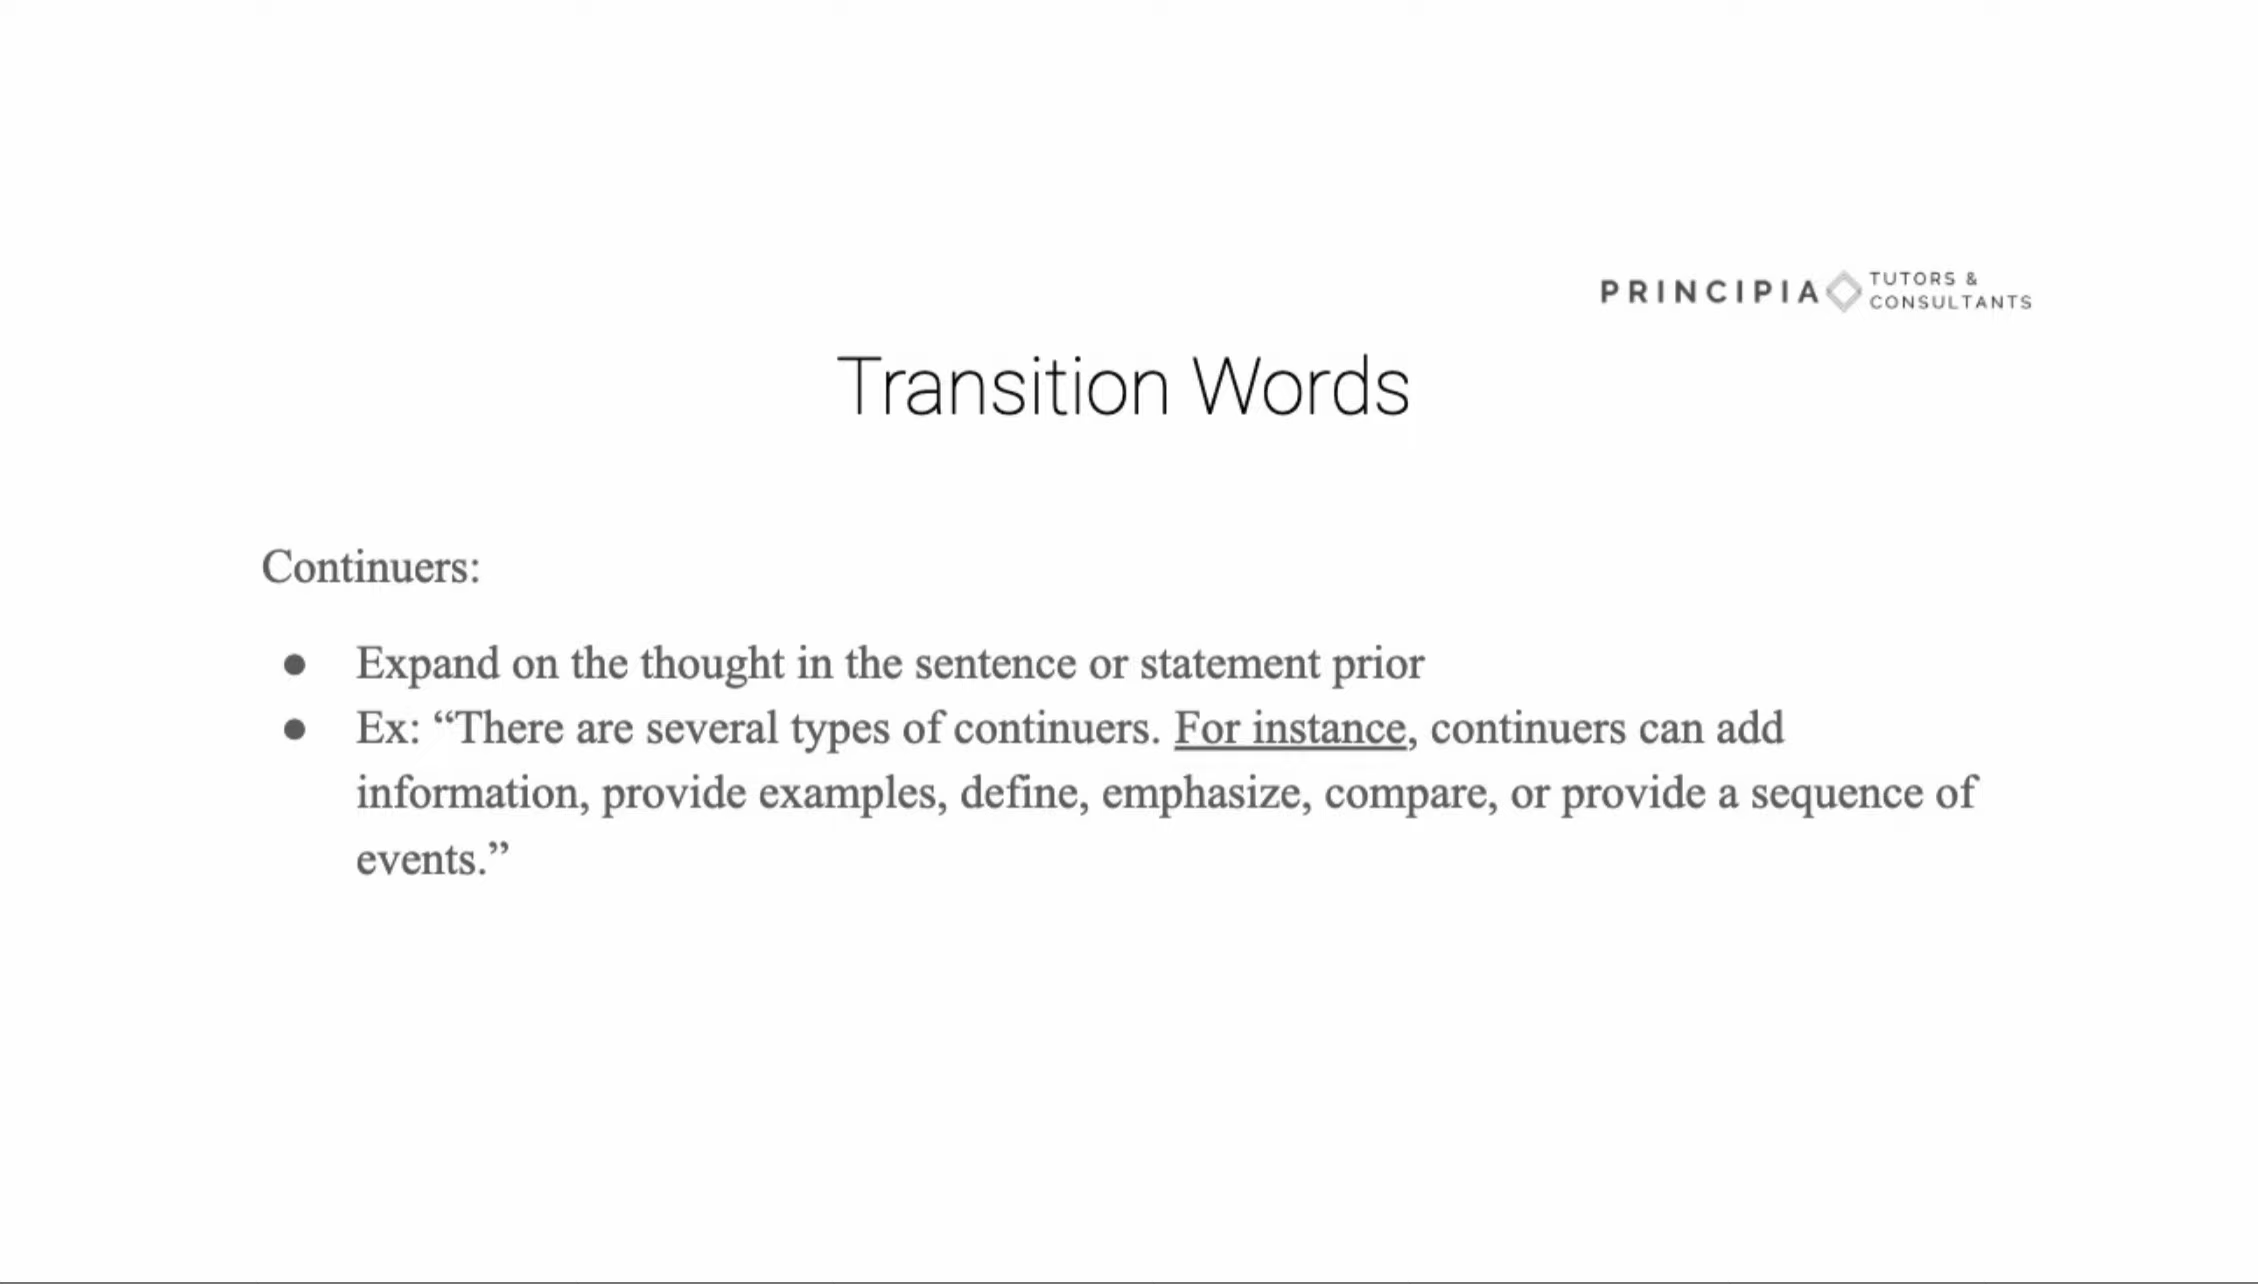 PRINCIPIA TUTORS &
CONSULTANTS
Transition Words
Continuers:
● Expand on the thought in the sentence or statement prior
● Ex: “There are several types of continuers. For instance, continuers can add
information, provide examples, define, emphasize, compare, or provide a sequence of
events.”